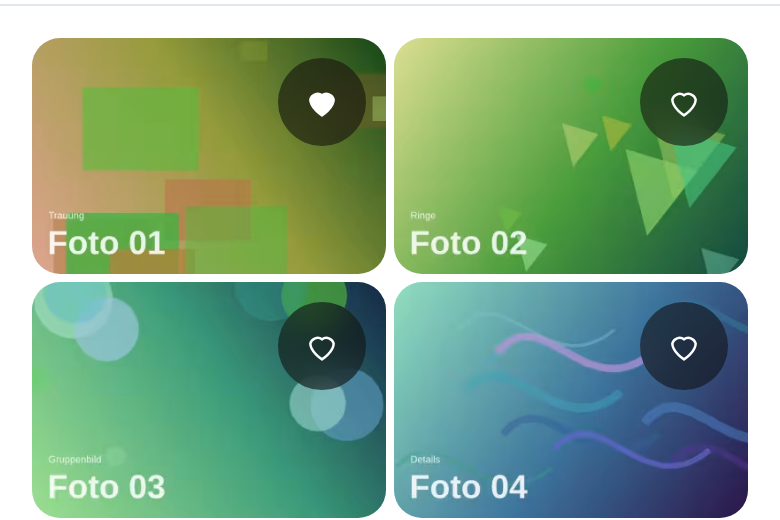 Trauung
Foto 01
Ringe
Foto 02
Gruppenbild
Foto 03
Details
Foto 04